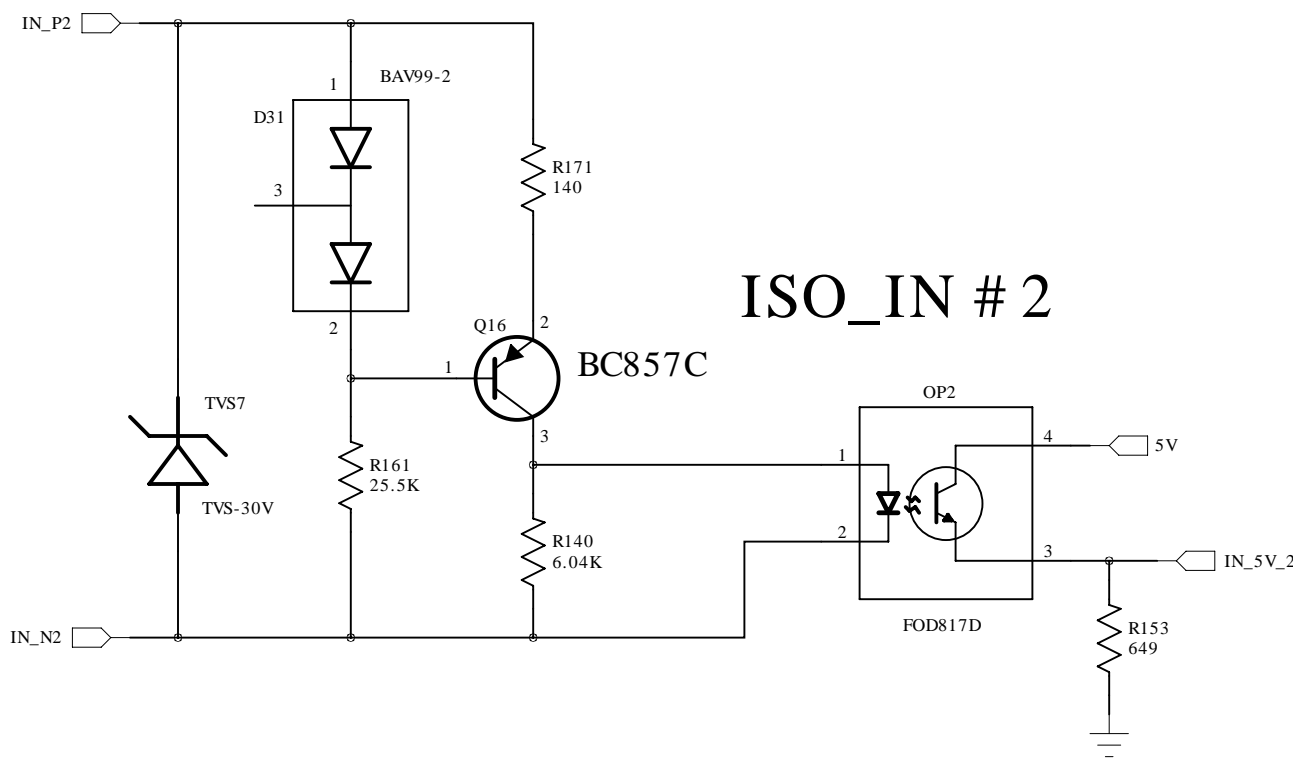 IN_P2
BAV99-2
1
D31
3
2
R171
140
ISO_IN # 2
Q16
2
BC857C
1
3
TVS7
TVS-30V
R161
25.5K
R140
6.04K
OP2
4
5V
1
2
3
IN_5V_2
FOD817D
R153
649
IN_N2